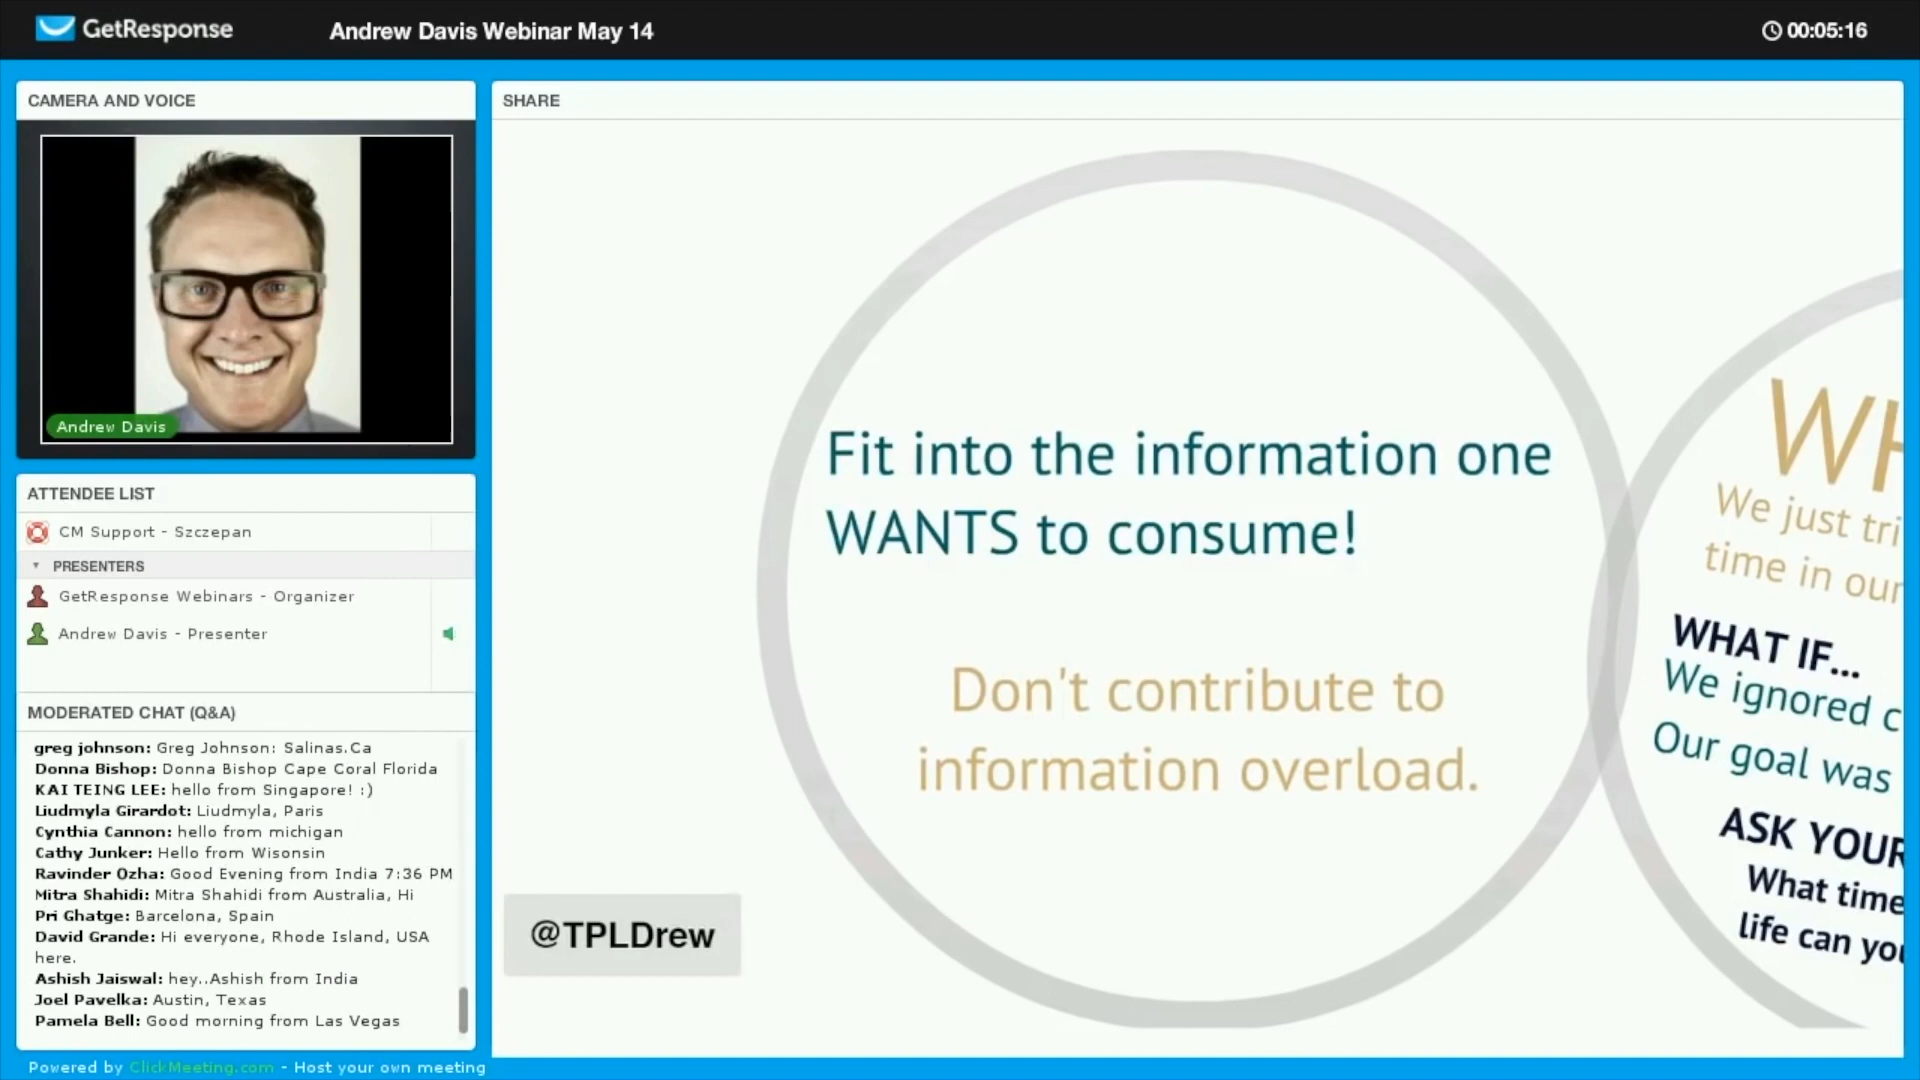 GetResponse
Andrew Davis Webinar May 14
00:05:16
CAMERA AND VOICE
Andrew Davis
ATTENDEE LIST
CM Support - Szczepan
PRESENTERS
GetResponse Webinars - Organizer
Andrew Davis - Presenter
MODERATED CHAT (Q&A)
greg johnson: Greg Johnson: Salinas.Ca
Donna Bishop: Donna Bishop Cape Coral Florida
KAI TEING LEE: hello from Singapore! :)
Liudmyla Girardot: Liudmyla, Paris
Cynthia Cannon: hello from michigan
Cathy Junker: Hello from Wisonsin
Ravinder Ozha: Good Evening from India 7:36 PM
Mitra Shahidi: Mitra Shahidi from Australia, Hi
Pri Ghatge: Barcelona, Spain
David Grande: Hi everyone, Rhode Island, USA
here.
Ashish Jaiswal: hey..Ashish from India
Joel Pavelka: Austin, Texas
Pamela Bell: Good morning from Las Vegas
Powered by ClickMeeting.com - Host your own meeting
SHARE
Fit into the information one
WANTS to consume!
Don't contribute to
information overload.
@TPLDrew
We just
time in our
WHAT IF...
We ignored
Our goal was
ASK YOUR
What time
life can